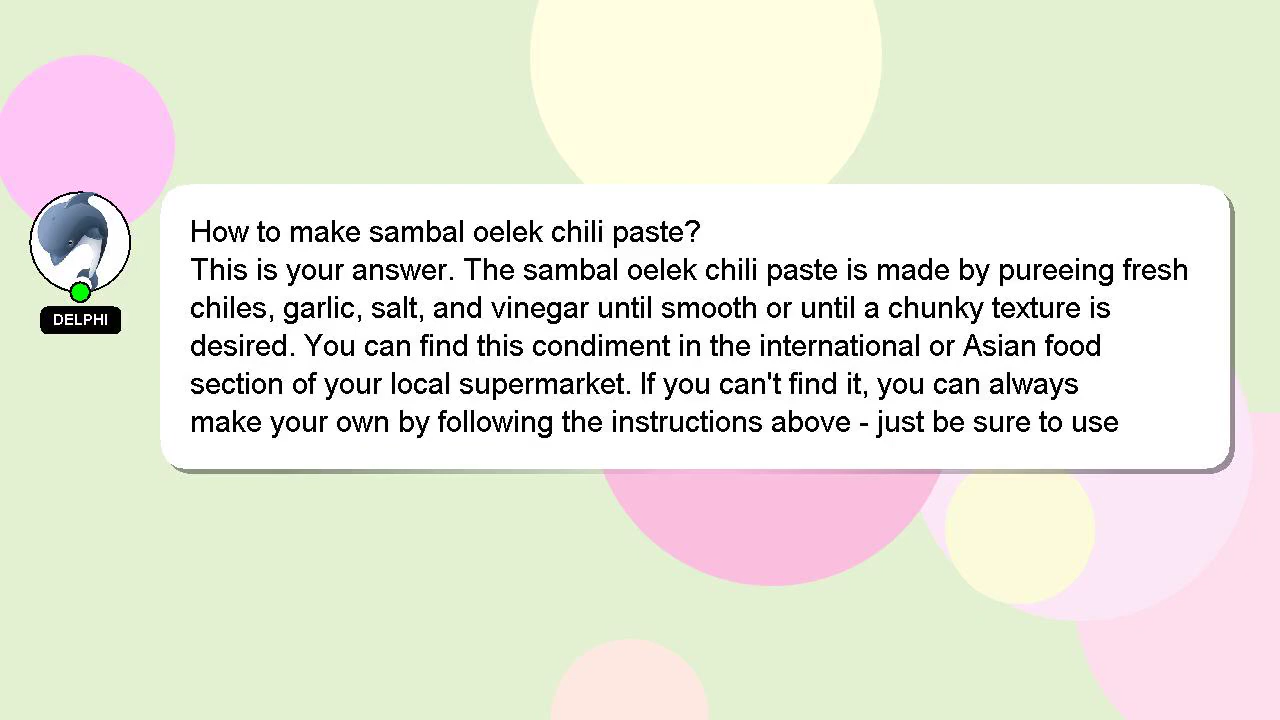 How to make sambal oelek chili paste?
This is your answer. The sambal oelek chili paste is made by pureeing fresh
chiles, garlic, salt, and vinegar until smooth or until a chunky texture is
desired. You can find this condiment in the international or Asian food
section of your local supermarket. If you can't find it, you can always
make your own by following the instructions above - just be sure to use
DELPHI